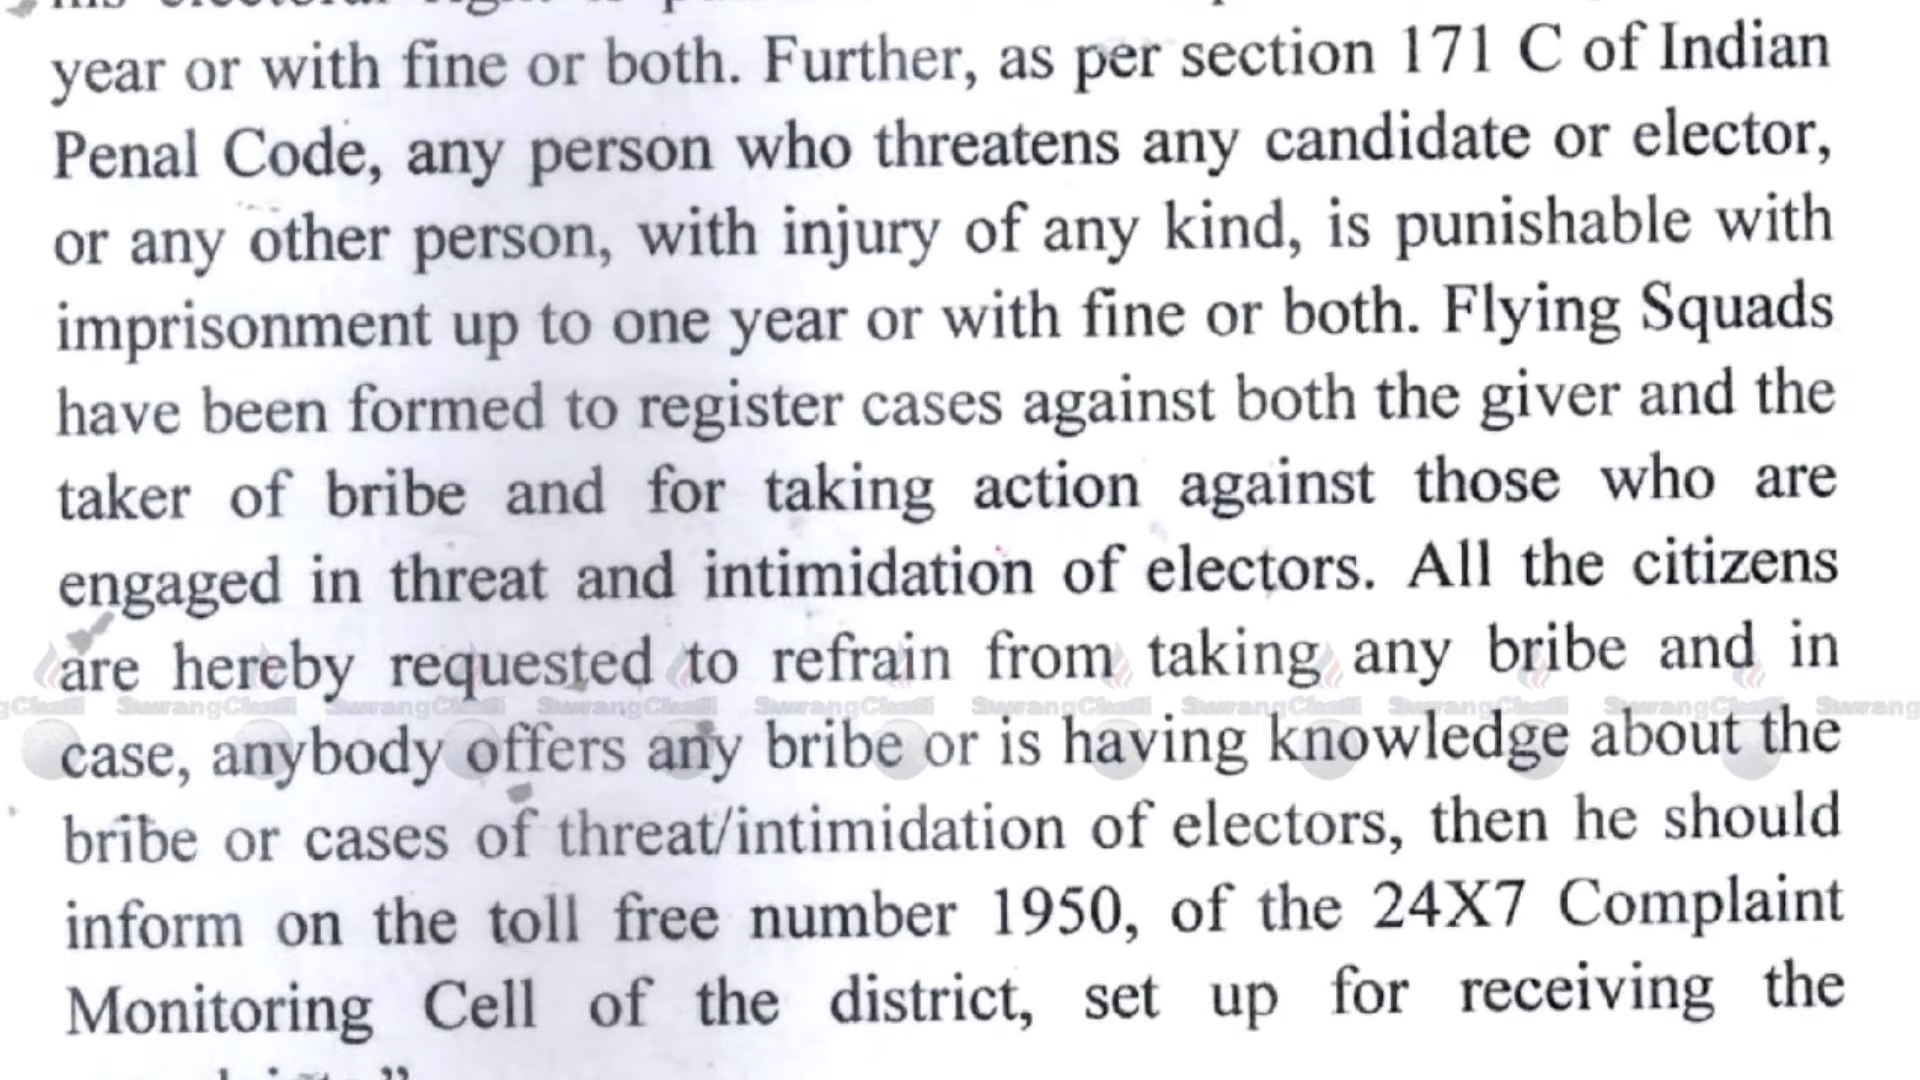 year or with fine or both. Further, as per section 171 C of Indian
Penal Code, any person who threatens any candidate or elector,
or any other person, with injury of any kind, is punishable with
imprisonment up to one year or with fine or both. Flying Squads
have been formed to register cases against both the giver and the
taker of bribe and for taking action against those who are
engaged in threat and intimidation of electors. All the citizens
are hereby requested to refrain from taking any bribe and in
case, anybody offers any bribe or is having knowledge about the
bribe or cases of threat/intimidation of electors, then he should
inform on the toll free number 1950, of the 24X7 Complaint
Monitoring Cell of the district, set up for receiving the